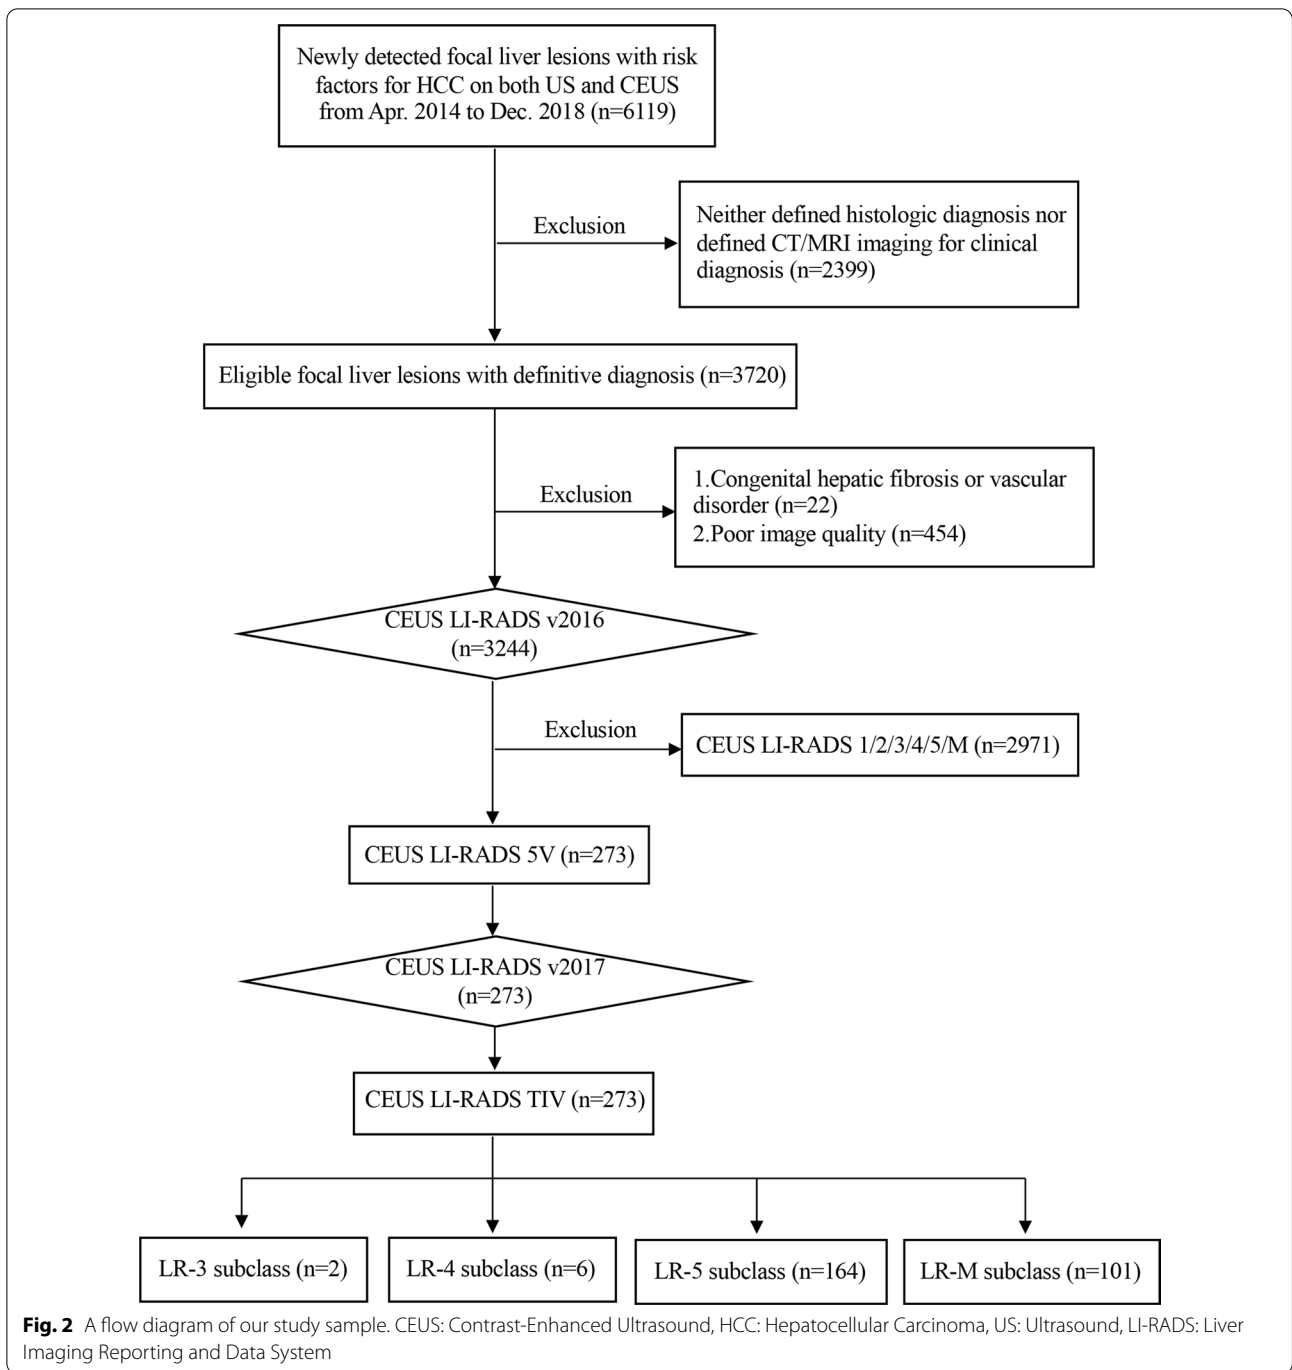 Newly detected focal liver lesions with risk
factors for HCC on both US and CEUS
from Apr. 2014 to Dec. 2018 (n=6119)
Exclusion
Neither defined histologic diagnosis nor
defined CT/MRI imaging for clinical
diagnosis (n=2399)
Eligible focal liver lesions with definitive diagnosis (n=3720)
Exclusion
1.Congenital hepatic fibrosis or vascular
disorder (n=22)
2.Poor image quality (n=454)
CEUS LI-RADS v2016
(n=3244)
Exclusion
CEUS LI-RADS 1/2/3/4/5/M (n=2971)
CEUS LI-RADS 5V (n=273)
CEUS LI-RADS v2017
(n=273)
CEUS LI-RADS TIV (n=273)
LR-3 subclass (n=2)
LR-4 subclass (n=6)
LR-5 subclass (n=164)
LR-M subclass (n=101)
Fig. 2 A flow diagram of our study sample. CEUS: Contrast-Enhanced Ultrasound, HCC: Hepatocellular Carcinoma, US: Ultrasound, LI-RADS: Liver
Imaging Reporting and Data System